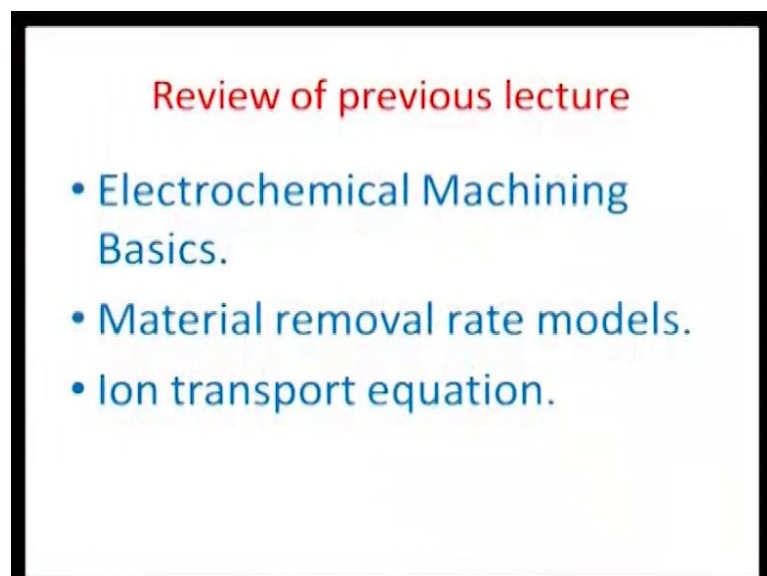 Review of previous lecture
• Electrochemical Machining
Basics.
• Material removal rate models.
• Ion transport equation.